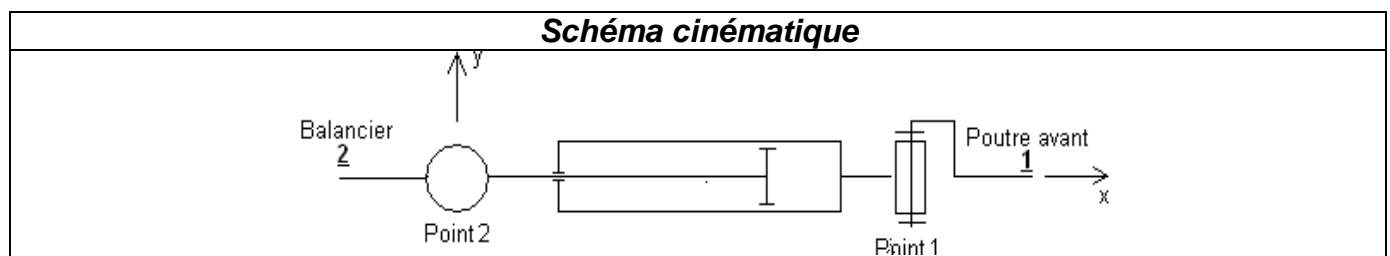 Schéma cinématique
y
Balancier
2
Poutre avant
1
x
Point 2
Point 1